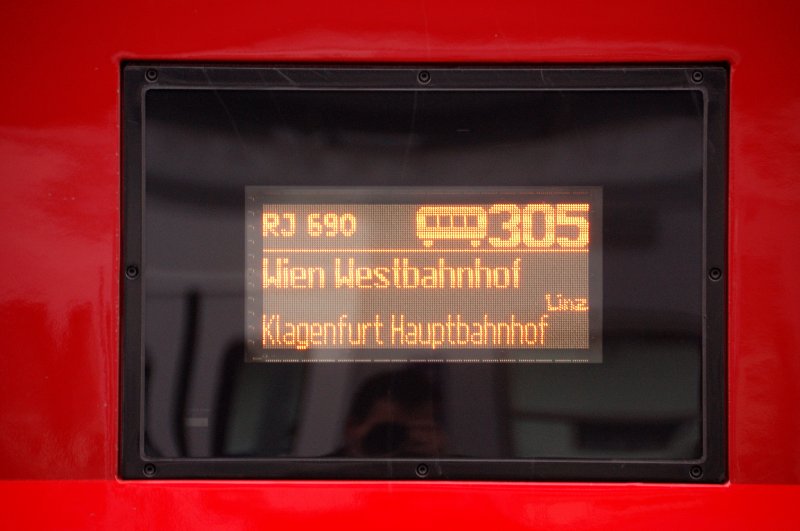 RJ 690 305
Wien Westbahnhof
Linz
Klagenfurt Hauptbahnhof